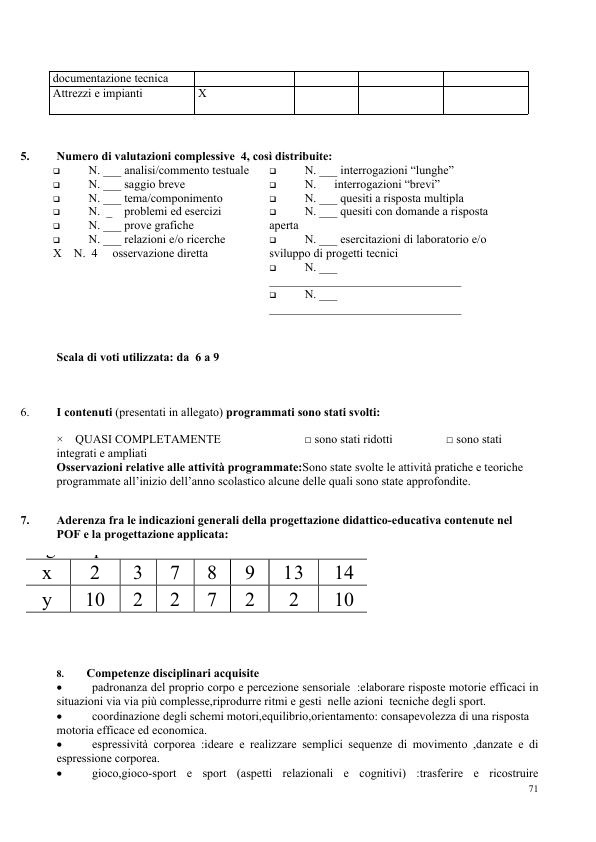 documentazione tecnica
Attrezzi e impianti X
5. Numero di valutazioni complessive 4, così distribuite:
❑ N. ___ analisi/commento testuale
❑ N. ___ saggio breve
❑ N. ___ tema/componimento
❑ N. _ problemi ed esercizi
❑ N. ___ prove grafiche
❑ N. ___ relazioni e/o ricerche
X N. 4 osservazione diretta
❑ N. ___ interrogazioni “lunghe”
❑ N. interrogazioni “brevi”
❑ N. ___ quesiti a risposta multipla
❑ N. ___ quesiti con domande a risposta
aperta
❑ N. ___ esercitazioni di laboratorio e/o
sviluppo di progetti tecnici
❑ N. ___
________________________________
❑ N. ___
________________________________
Scala di voti utilizzata: da 6 a 9
6. I contenuti (presentati in allegato) programmati sono stati svolti:
× QUASI COMPLETAMENTE □ sono stati ridotti □ sono stati
integrati e ampliati
Osservazioni relative alle attività programmate:Sono state svolte le attività pratiche e teoriche
programmate all’inizio dell’anno scolastico alcune delle quali sono state approfondite.
7. Aderenza fra le indicazioni generali della progettazione didattico-educativa contenute nel
POF e la progettazione applicata:
x 2 3 7 8 9 13 14
y 10 2 2 7 2 2 10
8. Competenze disciplinari acquisite
• padronanza del proprio corpo e percezione sensoriale :elaborare risposte motorie efficaci in
situazioni via via più complesse,riprodurre ritmi e gesti nelle azioni tecniche degli sport.
• coordinazione degli schemi motori,equilibrio,orientamento: consapevolezza di una risposta
motoria efficace ed economica.
• espressività corporea :ideare e realizzare semplici sequenze di movimento ,danzate e di
espressione corporea.
• gioco,gioco-sport e sport (aspetti relazionali e cognitivi) :trasferire e ricostruire
71